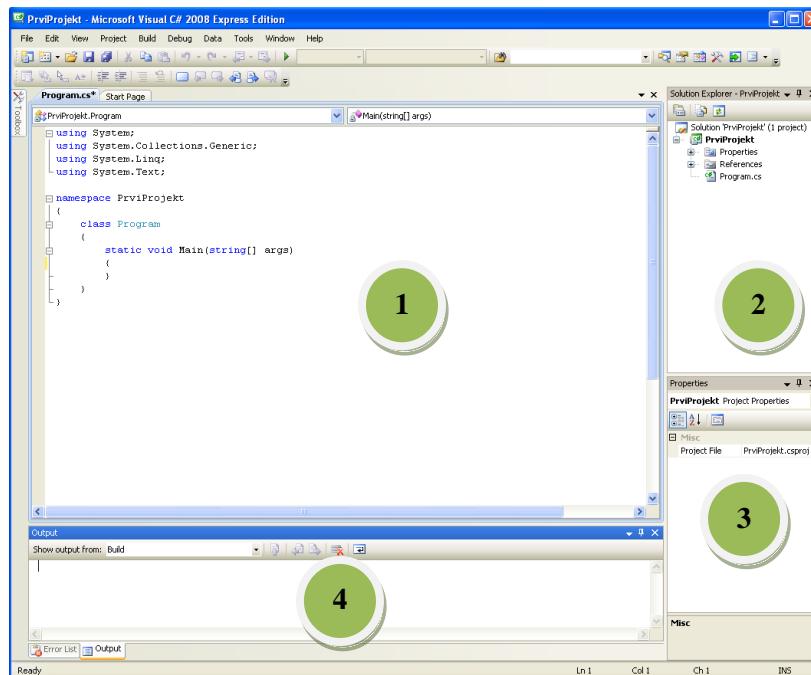 PrviProjekt - Microsoft Visual C# 2008 Express Edition
File Edit View Project Build Debug Data Tools Window Help
Toolbox
Program.cs* Start Page
PrviProjekt.Program Main(string[] args)
using System;
using System.Collections.Generic;
using System.Linq;
using System.Text;
namespace PrviProjekt
{
class Program
{
static void Main(string[] args)
{
}
}
}
1
Solution Explorer - PrviProjekt
Solution 'PrviProjekt' (1 project)
PrviProjekt
Properties
References
Program.cs
2
Properties
PrviProjekt Project Properties
Misc
Project File PrviProjekt.csproj
3
Misc
Output
Show output from: Build
4
Error List Output
Ready Ln 1 Col 1 Ch 1 INS